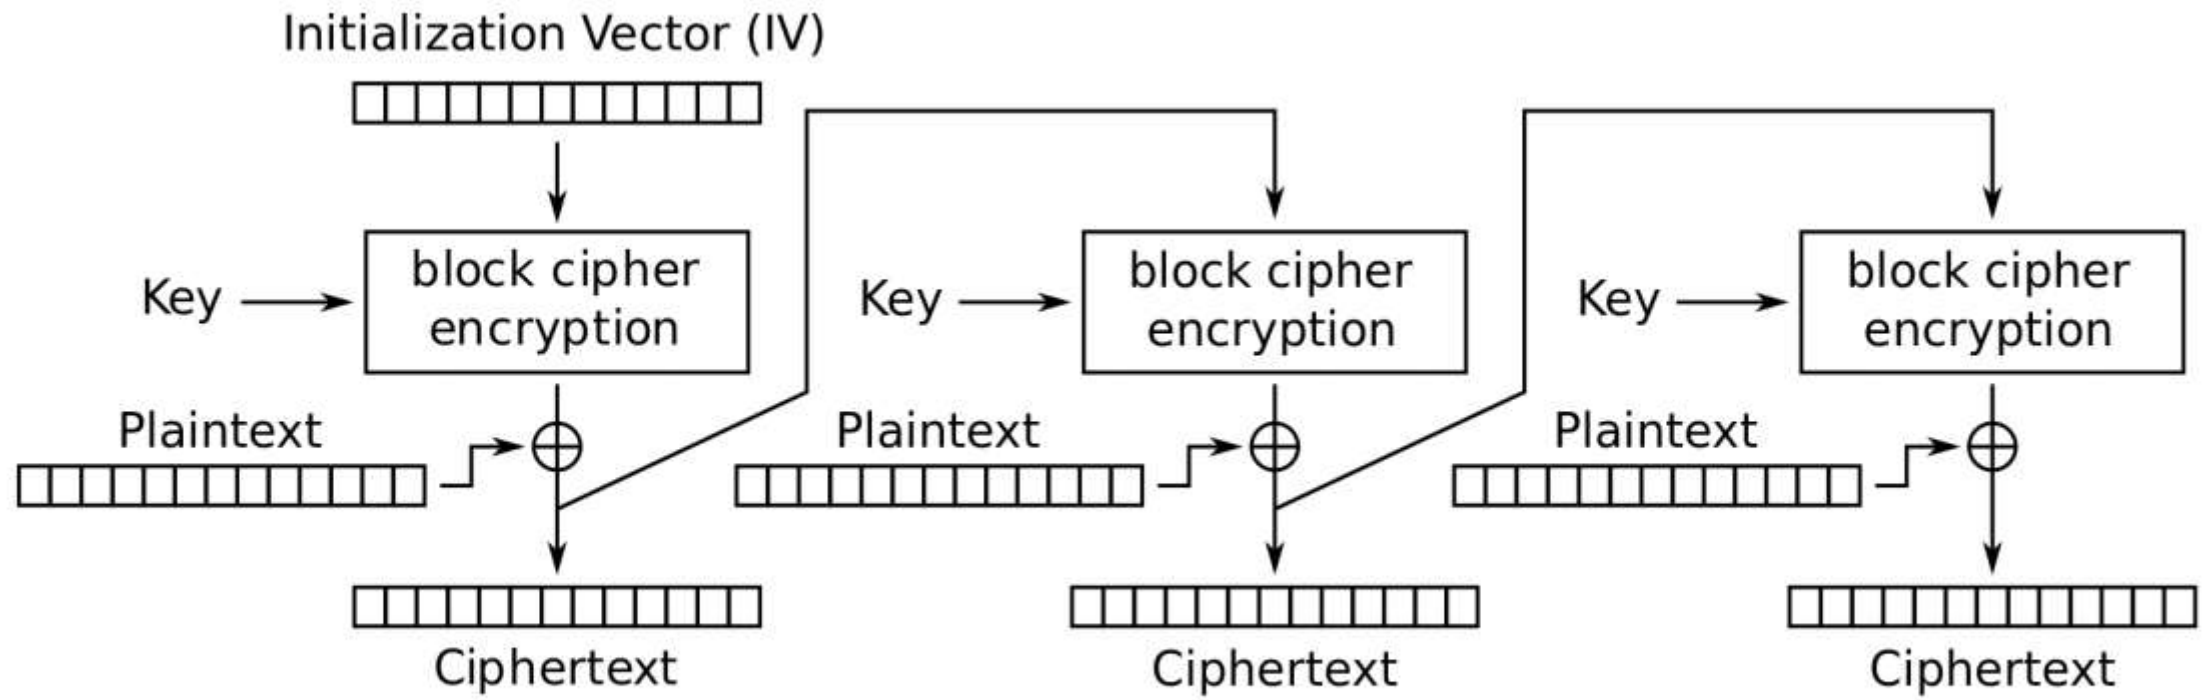 Initialization Vector (IV)
Key
block cipher
encryption
Key
block cipher
encryption
Key
block cipher
encryption
Plaintext
Plaintext
Plaintext
Ciphertext
Ciphertext
Ciphertext